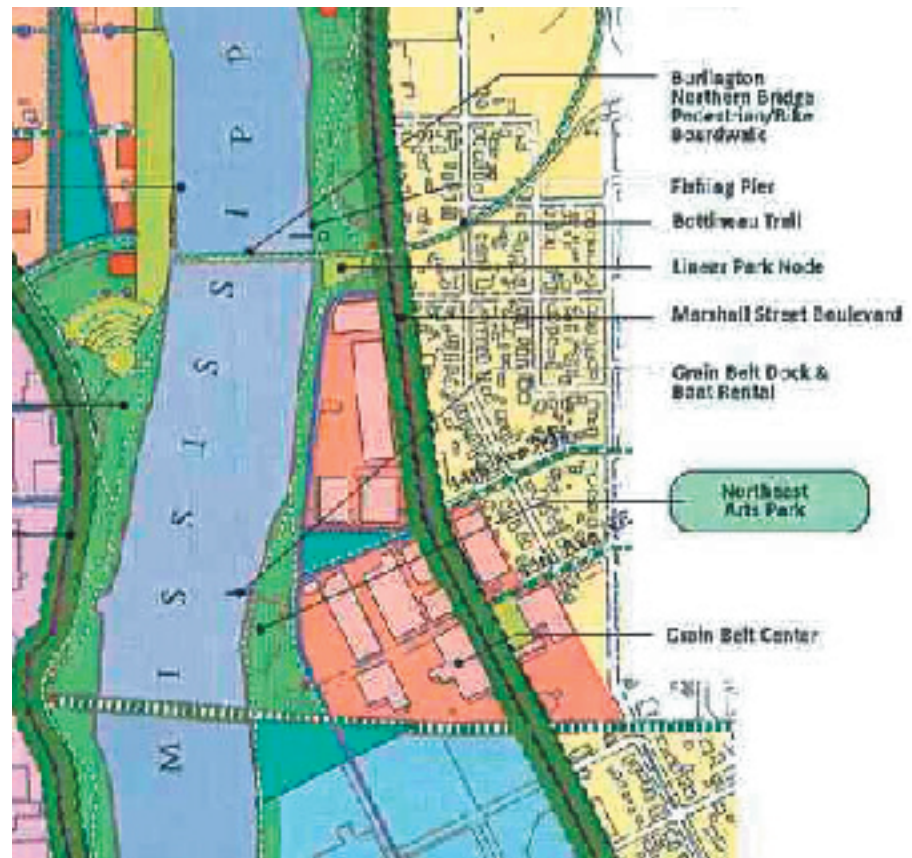 Burlington
Northern Bridge
Pedestrian/Bike
Boardwalk
Fishing Pier
Bottineau Trail
Linear Park Node
Marshall Street Boulevard
Grain Belt Dock &
Boat Rental
Northeast
Arts Park
Grain Belt Center
MISSISSIPP